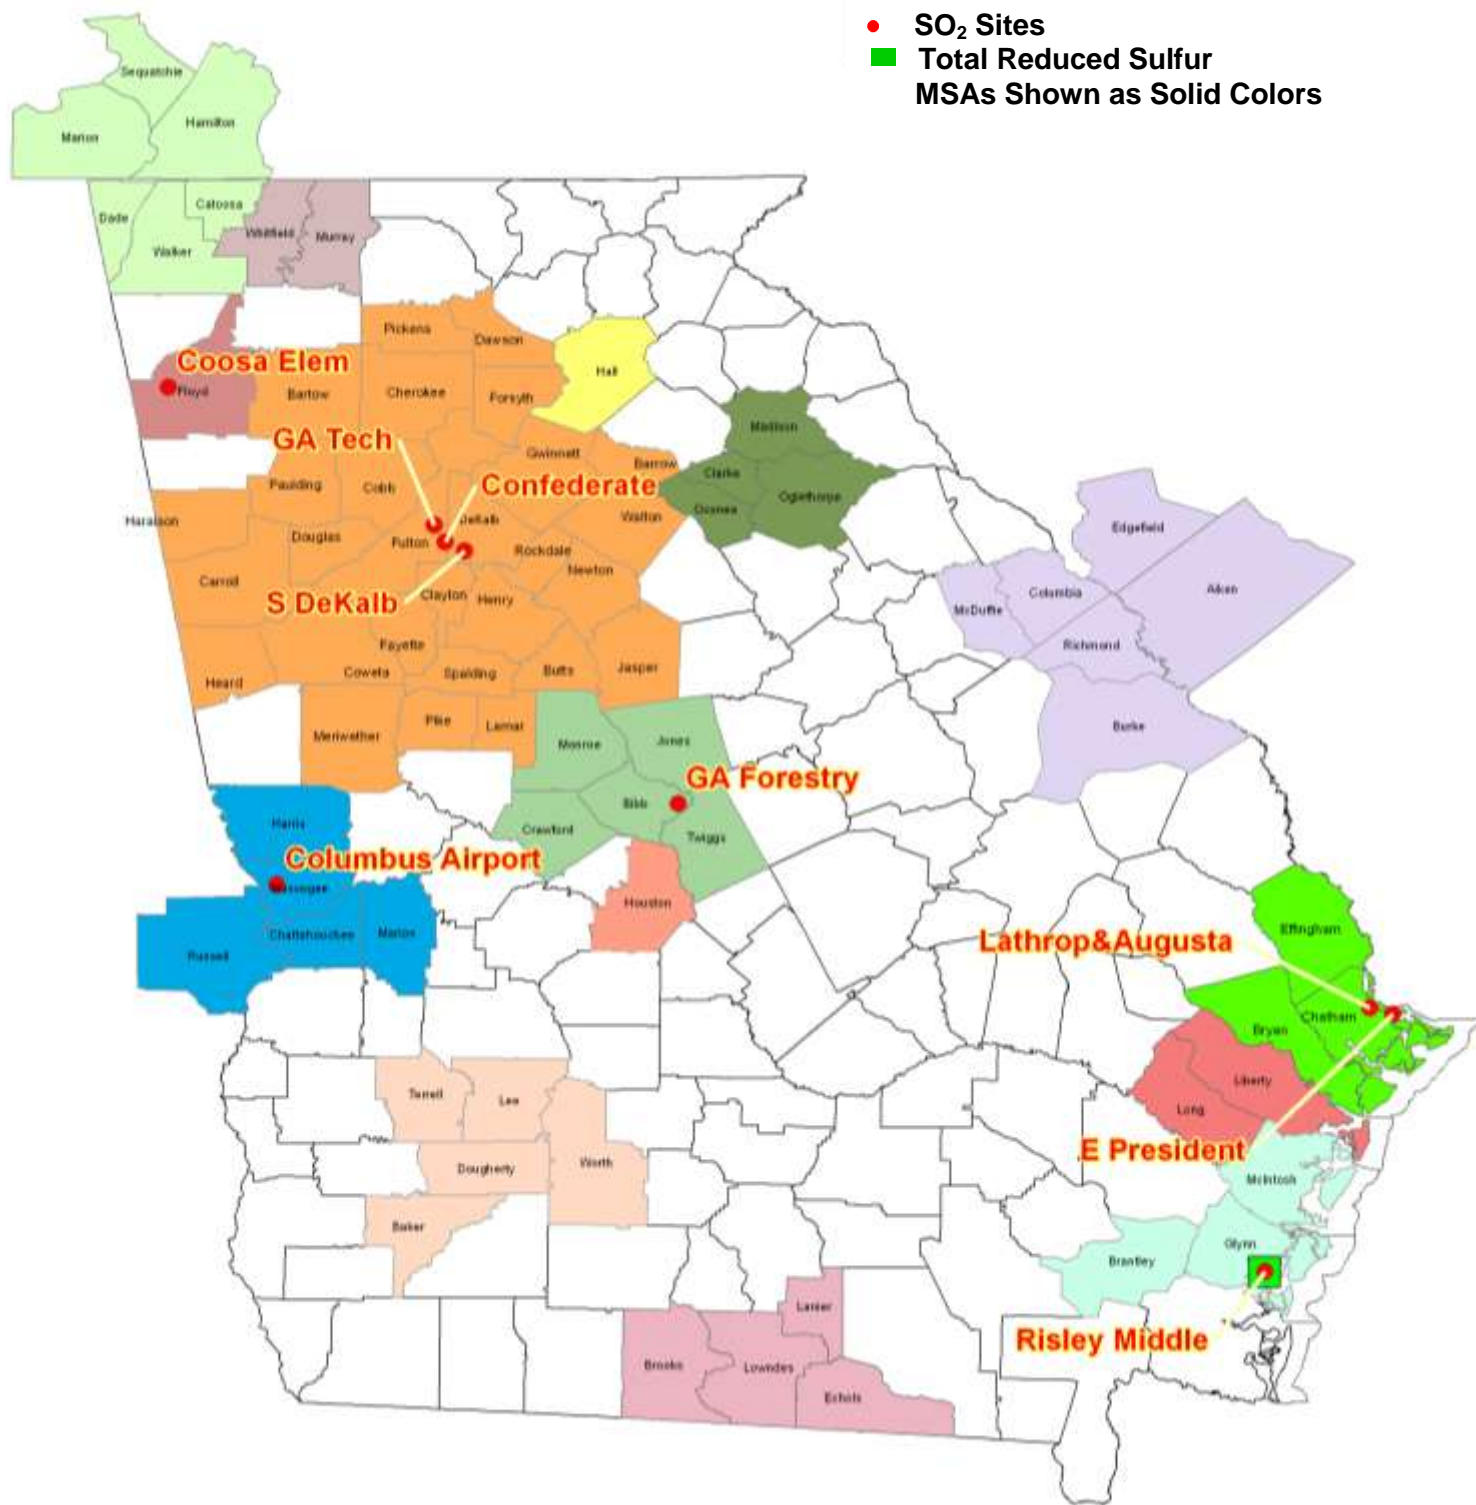 SO₂ Sites
Total Reduced Sulfur
MSAs Shown as Solid Colors
Sequatchie
Hamilton
Marion
Catoosa
Dade
Whitfield
Murray
Walker
Pickens
Dawson
Coosa Elem
Hall
Floyd
Bartow
Cherokee
Forsyth
Madison
GA Tech
Gwinnett
Barrow
Clarke
Confederate
Paulding
Cobb
Oglethorpe
Oconee
Haralson
DeKalb
Walton
Edgefield
Douglas
Fulton
Rockdale
Newton
Carroll
Aiken
S DeKalb
Clayton
Henry
McDuffie
Columbia
Fayette
Richmond
Heard
Coweta
Spalding
Butts
Jasper
Meriwether
Pike
Lamar
Burke
Monroe
Jones
GA Forestry
Bibb
Harris
Crawford
Twiggs
Columbus Airport
Houston
Chattahoochee
Marion
Russell
Effingham
Lathrop&Augusta
Chatham
Bryan
Liberty
Terrell
Lee
Long
E President
Dougherty
Worth
McIntosh
Baker
Glynn
Brantley
Lanier
Risley Middle
Brooks
Lowndes
Echols